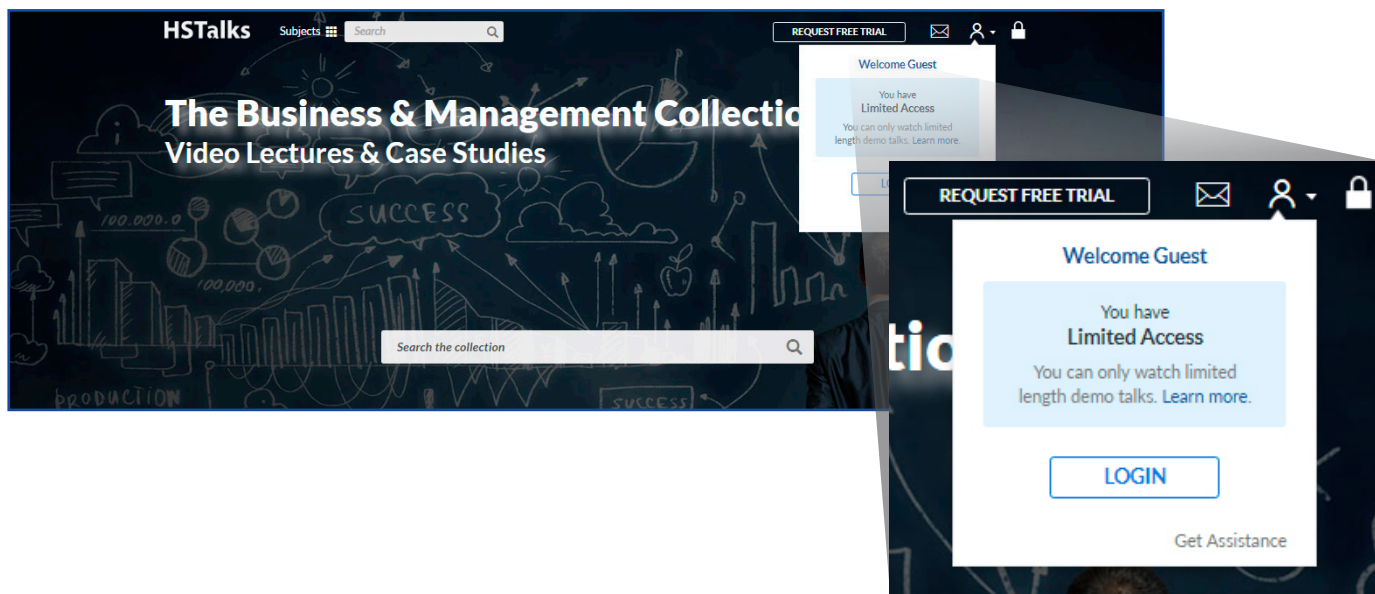 HSTalks Subjects Search REQUEST FREE TRIAL
Welcome Guest
You have
Limited Access
You can only watch limited
length demo talks. Learn more.
The Business & Management Collectio
Video Lectures & Case Studies
SUCCESS
100.000.0
100,000.
Search the collection
PRODUCTION
SUCCESS
REQUEST FREE TRIAL
Welcome Guest
You have
Limited Access
You can only watch limited
length demo talks. Learn more.
LOGIN
Get Assistance
tio